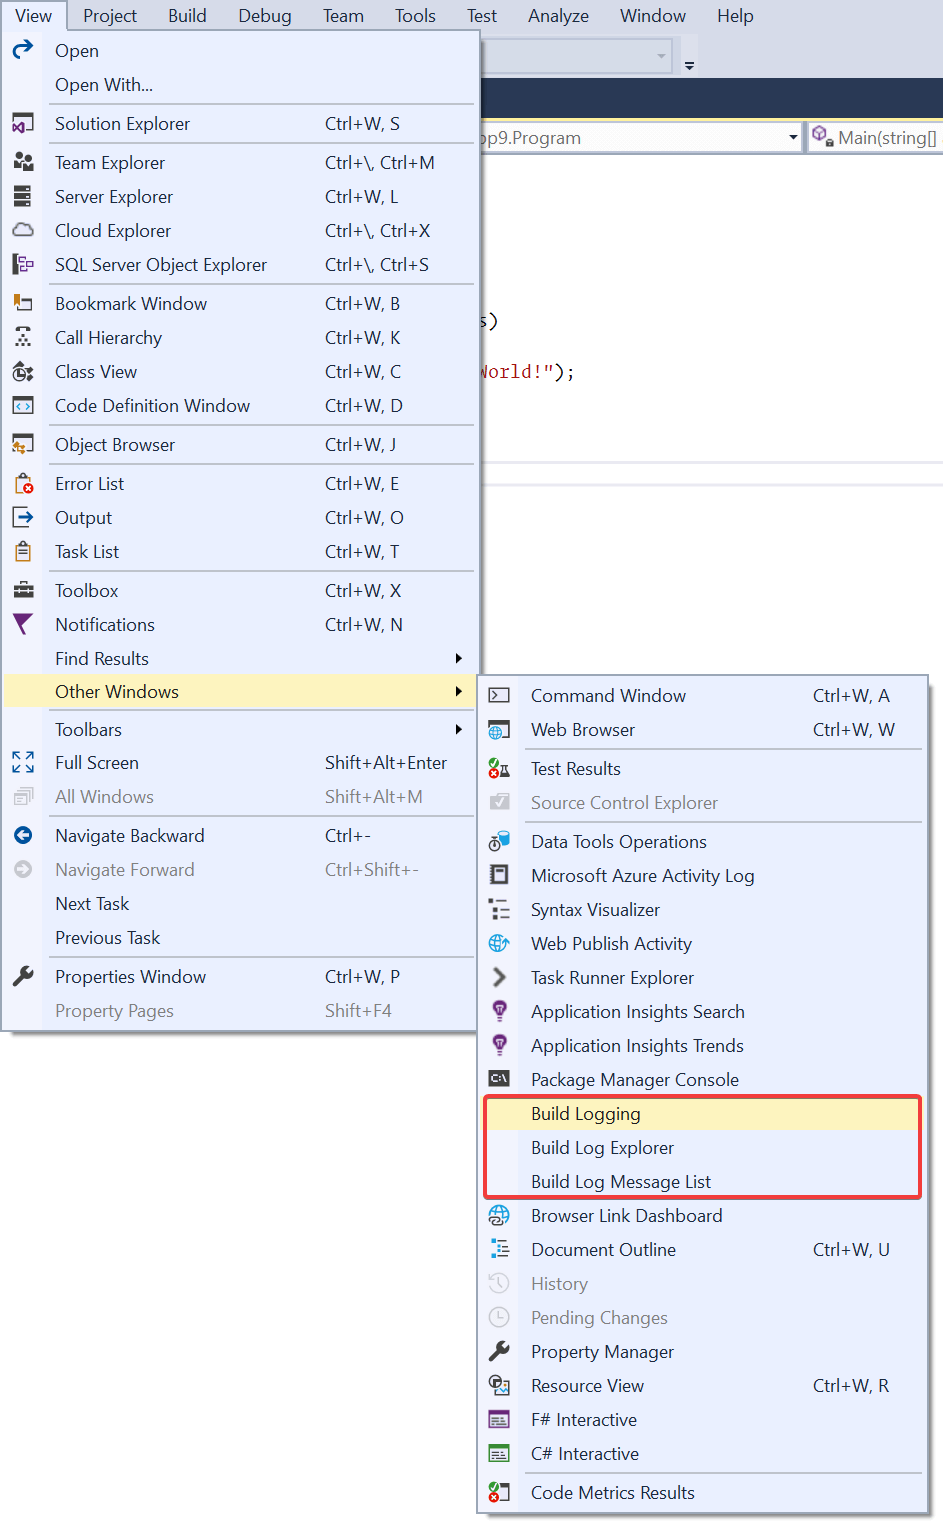 View Project Build Debug Team Tools Test Analyze Window Help
Open
Open With...
Solution Explorer Ctrl+W, S
pp9.Program Main(string[]
Team Explorer Ctrl+\, Ctrl+M
Server Explorer Ctrl+W, L
Cloud Explorer Ctrl+\, Ctrl+X
SQL Server Object Explorer Ctrl+\, Ctrl+S
Bookmark Window Ctrl+W, B
s)
Call Hierarchy Ctrl+W, K
Class View Ctrl+W, C
World!");
Code Definition Window Ctrl+W, D
Object Browser Ctrl+W, J
Error List Ctrl+W, E
Output Ctrl+W, O
Task List Ctrl+W, T
Toolbox Ctrl+W, X
Notifications Ctrl+W, N
Find Results
Other Windows
Toolbars
Full Screen Shift+Alt+Enter
All Windows Shift+Alt+M
Navigate Backward Ctrl+-
Navigate Forward Ctrl+Shift+-
Next Task
Previous Task
Properties Window Ctrl+W, P
Property Pages Shift+F4
Command Window Ctrl+W, A
Web Browser Ctrl+W, W
Test Results
Source Control Explorer
Data Tools Operations
Microsoft Azure Activity Log
Syntax Visualizer
Web Publish Activity
Task Runner Explorer
Application Insights Search
Application Insights Trends
C:\ Package Manager Console
Build Logging
Build Log Explorer
Build Log Message List
Browser Link Dashboard
Document Outline Ctrl+W, U
History
Pending Changes
Property Manager
Resource View Ctrl+W, R
F# Interactive
C# Interactive
Code Metrics Results